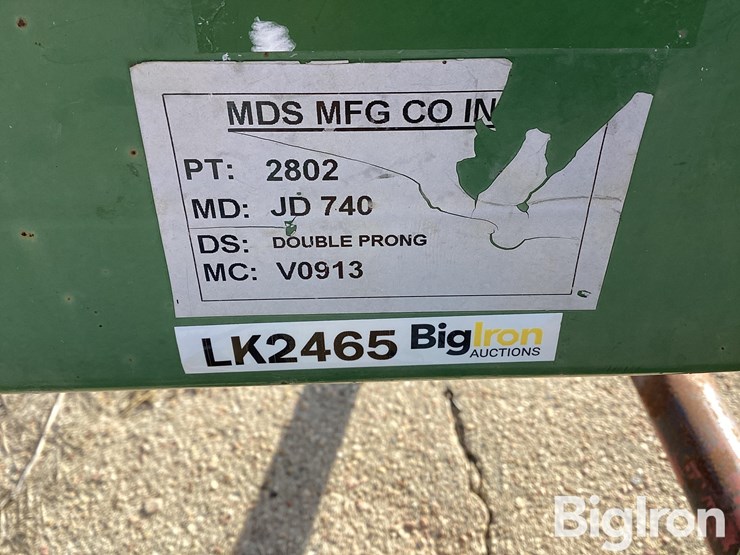 MDS MFG CO IN
PT: 2802
MD: JD 740
DS: DOUBLE PRONG
MC: V0913
LK2465 BigIron
AUCTIONS
BigIron